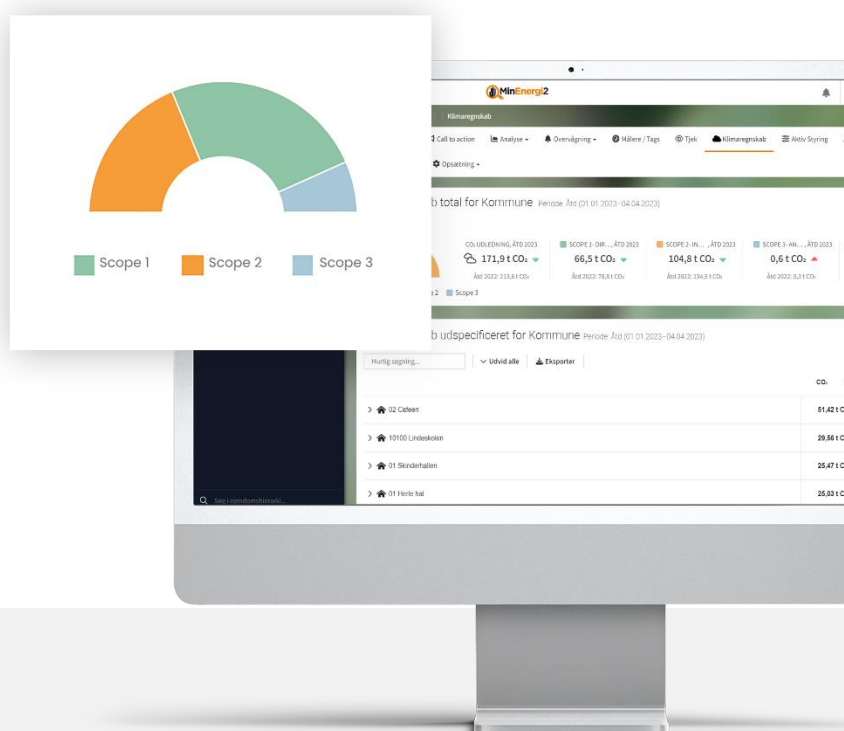 MinEnergi2
Klimaregnskab
Call to action Analyse Overvågning Målere / Tags Tjek Klimaregnskab Aktiv Styring
Opsætning
b total for Kommune Periode: Åtd (01.01.2023-04.04.2023)
CO₂ UDLEDNING, ÅTD 2023 SCOPE 1- DIR..., ÅTD 2023 SCOPE 2- IN... , ÅTD 2023 SCOPE 3- AN... , ÅTD 2023
171,9 t CO₂ 66,5 t CO₂ 104,8 t CO₂ 0,6 t CO₂
Åtd 2022: 213,6 t CO₂ Åtd 2022: 78,8 t CO₂ Åtd 2022: 134,5 t CO₂ Åtd 2022: 0,3 t CO₂
2 Scope 3
Scope 1 Scope 2 Scope 3
b udspecificeret for Kommune Periode: Åtd (01.01.2023-04.04.2023)
Hurtig søgning... Udvid alle Eksporter
CO₂
02 Cafeen 51,42 t C
10100 Lindeskolen 29,56 t C
01 Skinderhallen 25,47 t C
01 Herle hal 25,03 t C
Søg i ejendomshierarki...